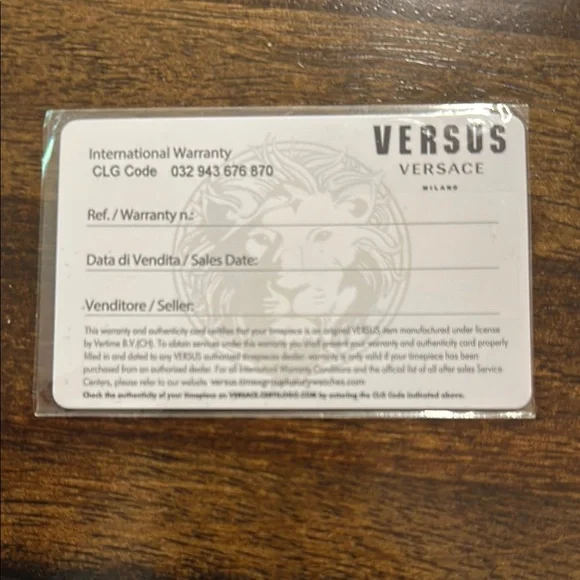 VERSUS
VERSACE
MILANO
International Warranty
CLG Code 032 943 676 870
Ref. / Warranty n.:
Data di Vendita / Sales Date:
Venditore / Seller:
This warranty and authenticity card certifies that your timepiece is an original VERSUS item manufactured under license
by Vertime B.V.(CH). To obtain services under this warranty you shall present your warranty and authenticity card properly
filled in and dated to any VERSUS authorised timepieces dealer. warranty is only valid if your timepiece has been
purchased from an authorised dealer. For all International Warranty Conditions and the official list of all after sales Service
Centers, please refer to our website
Check the authenticity of your timepiece on VERSACE.CERTILOGO.COM by entering the CLG Code indicated above.